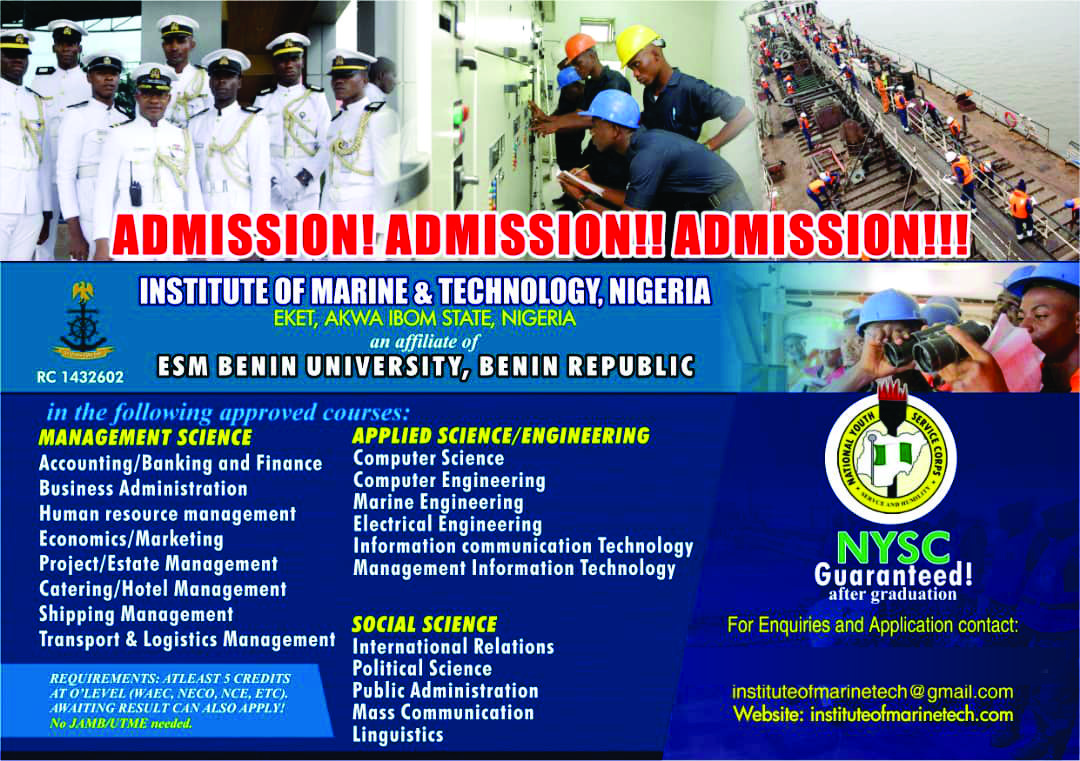 ADMISSION! ADMISSION!! ADMISSION!!!
INSTITUTE OF MARINE & TECHNOLOGY, NIGERIA
EKET, AKWA IBOM STATE, NIGERIA
an affiliate of
ESM BENIN UNIVERSITY, BENIN REPUBLIC
RC 1432602
in the following approved courses:
MANAGEMENT SCIENCE
Accounting/Banking and Finance
Business Administration
Human resource management
Economics/Marketing
Project/Estate Management
Catering/Hotel Management
Shipping Management
Transport & Logistics Management
REQUIREMENTS: ATLEAST 5 CREDITS
AT O'LEVEL (WAEC, NECO, NCE, ETC).
AWAITING RESULT CAN ALSO APPLY!
No JAMB/UTME needed.
APPLIED SCIENCE/ENGINEERING
Computer Science
Computer Engineering
Marine Engineering
Electrical Engineering
Information communication Technology
Management Information Technology
SOCIAL SCIENCE
International Relations
Political Science
Public Administration
Mass Communication
Linguistics
NATIONAL YOUTH SERVICE CORPS
SERVICE AND HUMILITY
NYSC
Guaranteed!
after graduation
For Enquiries and Application contact:
instituteofmarinetech@gmail.com
Website: instituteofmarinetech.com